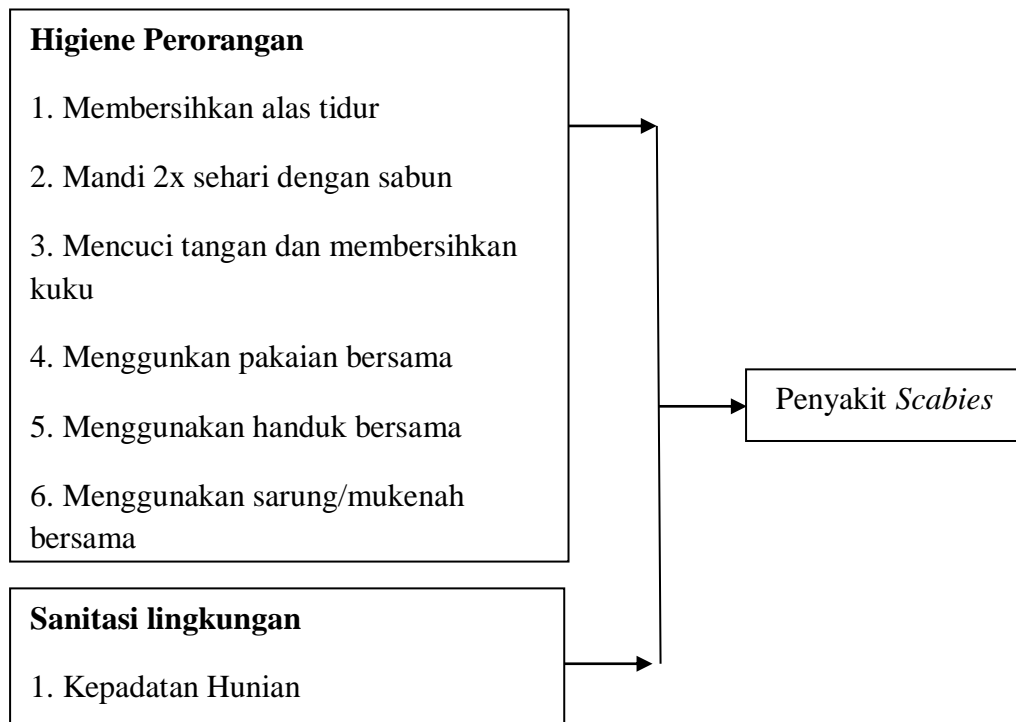 Higiene Perorangan
1. Membersihkan alas tidur
2. Mandi 2x sehari dengan sabun
3. Mencuci tangan dan membersihkan
kuku
4. Menggunkan pakaian bersama
5. Menggunakan handuk bersama
6. Menggunakan sarung/mukenah
bersama
Penyakit Scabies
Sanitasi lingkungan
1. Kepadatan Hunian